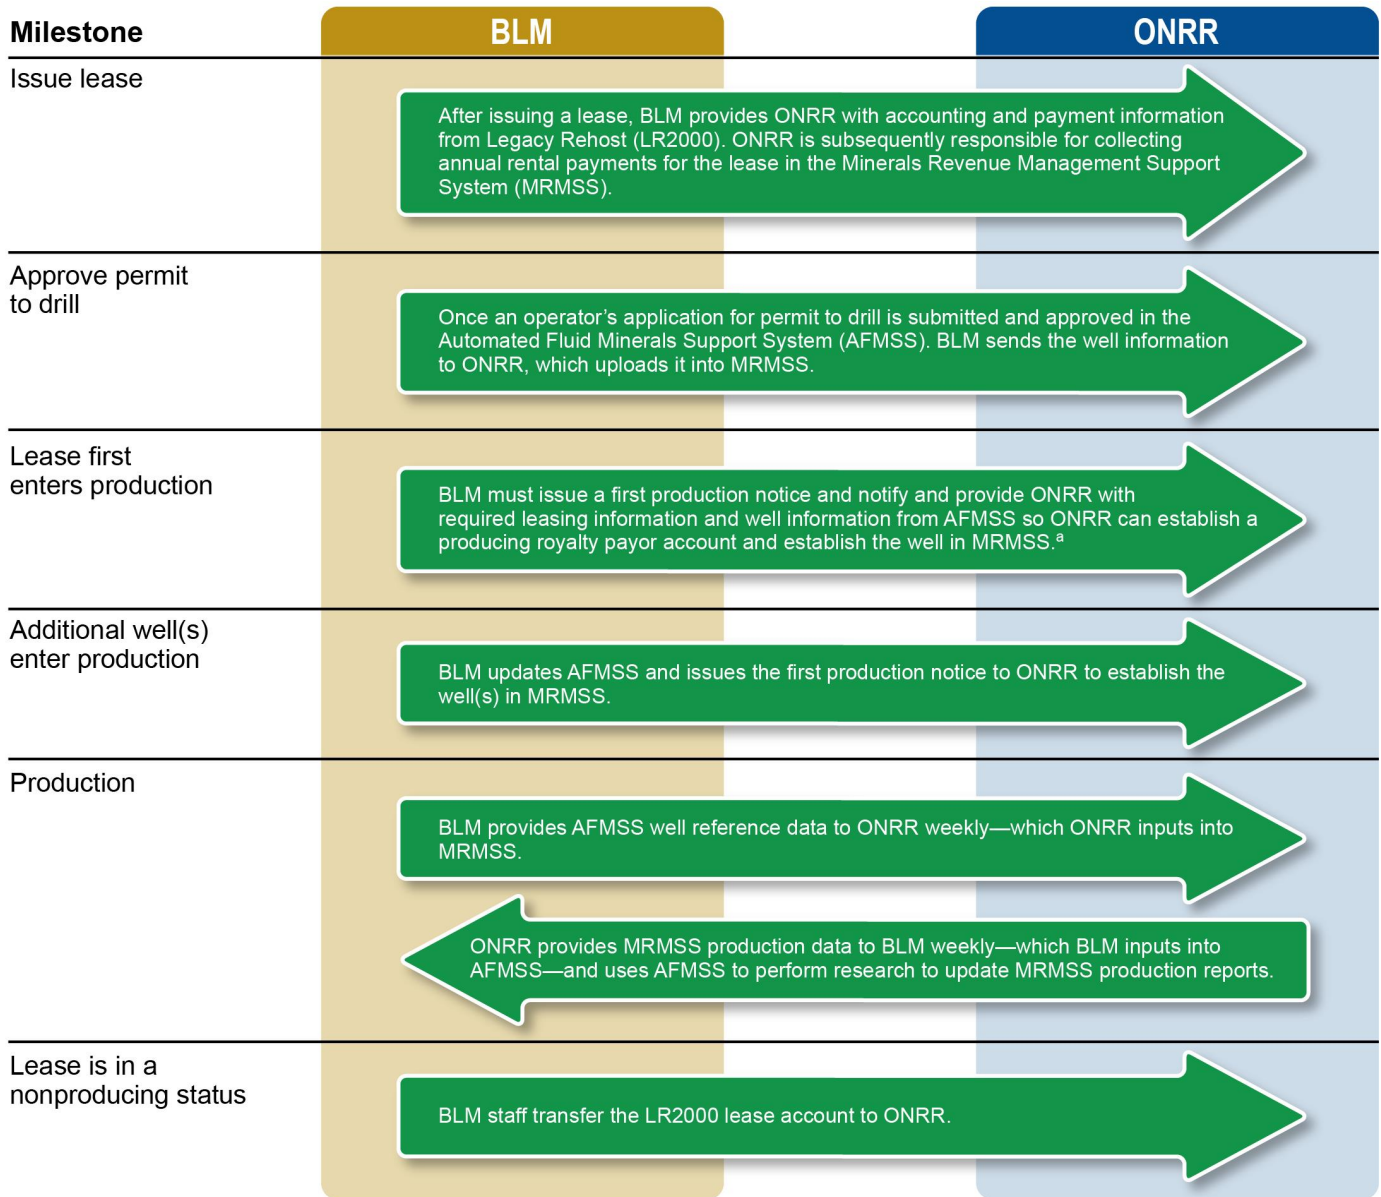 Milestone
BLM
ONRR
Issue lease
After issuing a lease, BLM provides ONRR with accounting and payment information
from Legacy Rehost (LR2000). ONRR is subsequently responsible for collecting
annual rental payments for the lease in the Minerals Revenue Management Support
System (MRMSS).
Approve permit
to drill
Once an operator’s application for permit to drill is submitted and approved in the
Automated Fluid Minerals Support System (AFMSS). BLM sends the well information
to ONRR, which uploads it into MRMSS.
Lease first
enters production
BLM must issue a first production notice and notify and provide ONRR with
required leasing information and well information from AFMSS so ONRR can establish a
producing royalty payor account and establish the well in MRMSS.ᵃ
Additional well(s)
enter production
BLM updates AFMSS and issues the first production notice to ONRR to establish the
well(s) in MRMSS.
Production
BLM provides AFMSS well reference data to ONRR weekly—which ONRR inputs into
MRMSS.
ONRR provides MRMSS production data to BLM weekly—which BLM inputs into
AFMSS—and uses AFMSS to perform research to update MRMSS production reports.
Lease is in a
nonproducing status
BLM staff transfer the LR2000 lease account to ONRR.